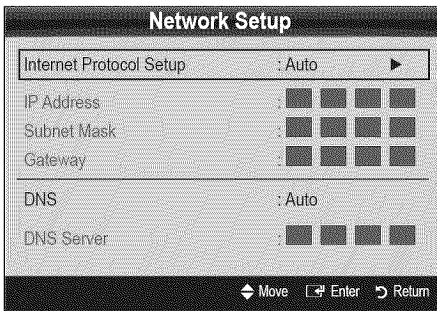 Network Setup
Internet Protocol Setup : Auto ►
IP Address :
Subnet Mask :
Gateway :
DNS : Auto
DNS Server :
Move Enter Return